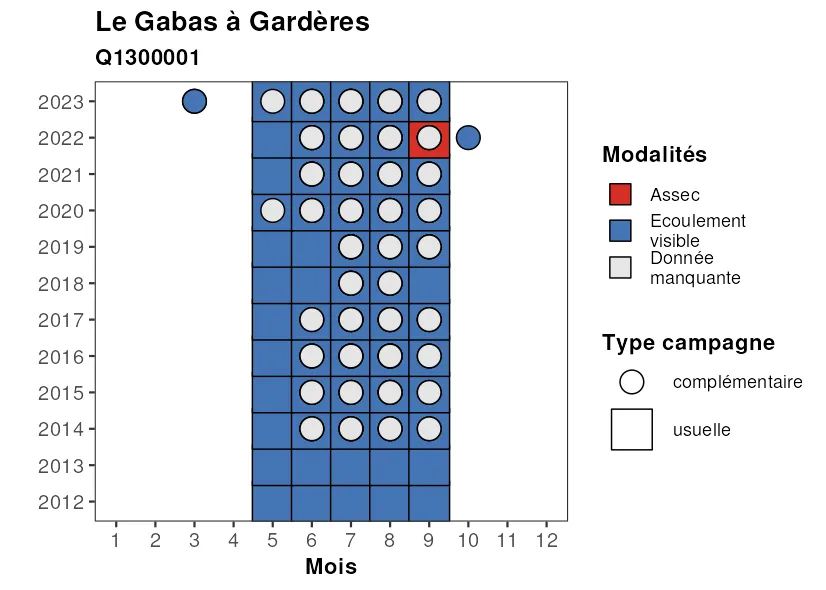 Le Gabas à Gardères
Q1300001
2023
2022
2021
2020
2019
2018
2017
2016
2015
2014
2013
2012
1 2 3 4 5 6 7 8 9 10 11 12
Mois
Modalités
Assec
Ecoulement
visible
Donnée
manquante
Type campagne
complémentaire
usuelle